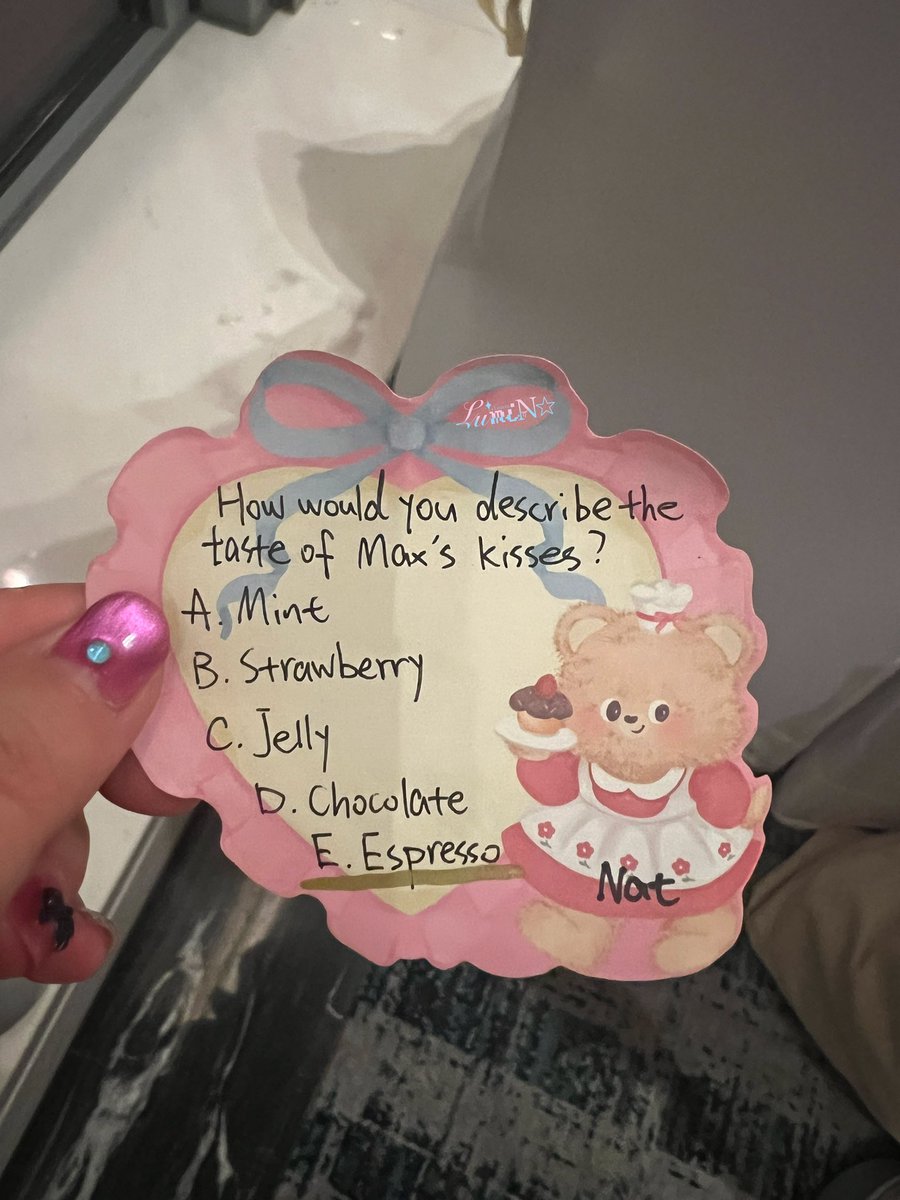 LumiN☆
How would you describe the
taste of Max's kisses?
A. Mint
B. Strawberry
C. Jelly
D. Chocolate
E. Espresso
Nat